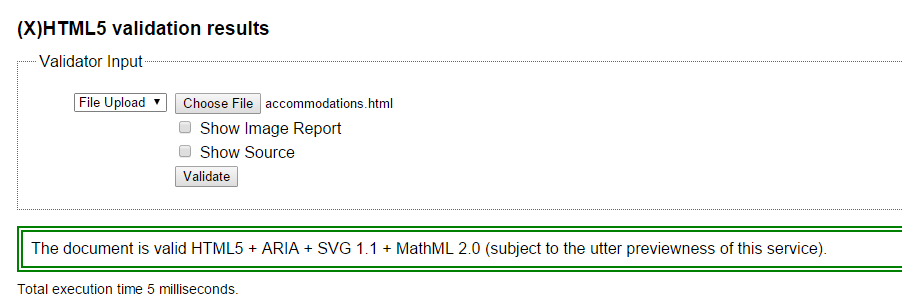 (X)HTML5 validation results
Validator Input
File Upload ▼ Choose File accommodations.html
Show Image Report
Show Source
Validate
The document is valid HTML5 + ARIA + SVG 1.1 + MathML 2.0 (subject to the utter previewness of this service).
Total execution time 5 milliseconds.